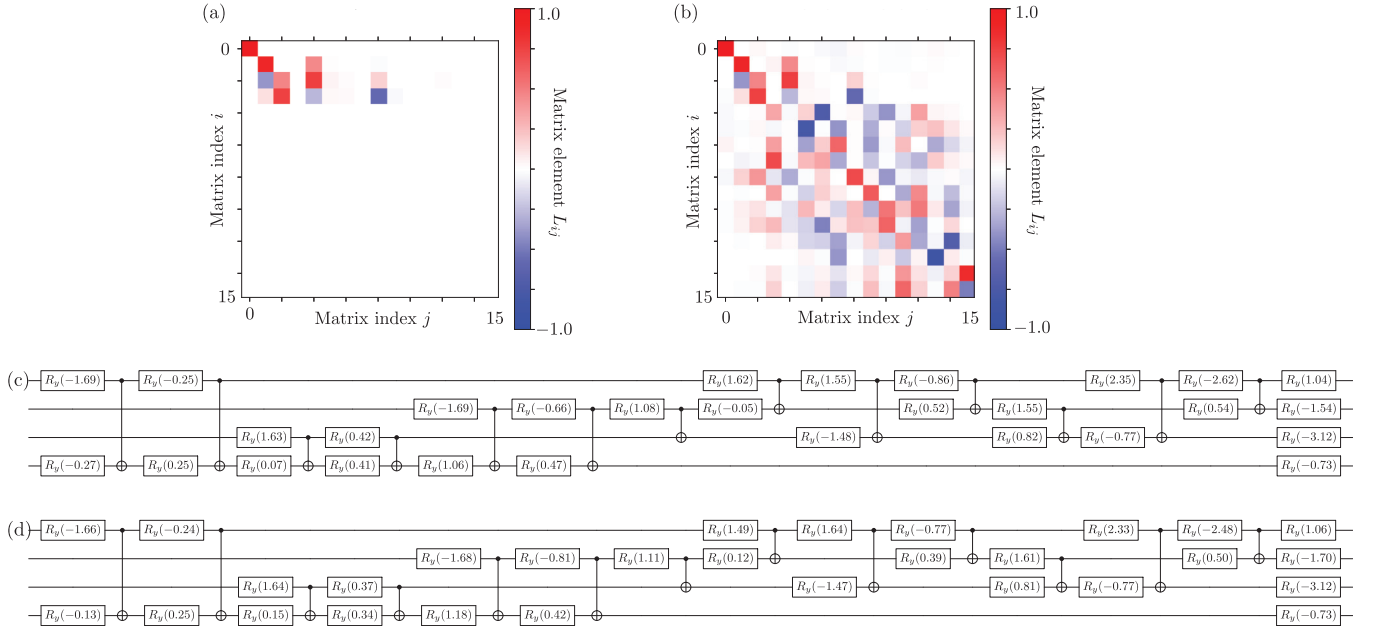 (a)
1.0
0
Matrix index i
15
0
Matrix index j
15
Matrix element L_{ij}
−1.0
(b)
1.0
0
Matrix index i
15
0
Matrix index j
15
Matrix element L_{ij}
−1.0
(c)
R_y(−1.69) R_y(−0.25) R_y(1.62) R_y(1.55) R_y(−0.86) R_y(2.35) R_y(−2.62) R_y(1.04)
R_y(−1.69) R_y(−0.66) R_y(1.08) R_y(−0.05) R_y(0.52) R_y(1.55) R_y(0.54) R_y(−1.54)
R_y(1.63) R_y(0.42) R_y(−1.48) R_y(0.82) R_y(−0.77) R_y(−3.12)
R_y(−0.27) R_y(0.25) R_y(0.07) R_y(0.41) R_y(1.06) R_y(0.47) R_y(−0.73)
(d)
R_y(−1.66) R_y(−0.24) R_y(1.49) R_y(1.64) R_y(−0.77) R_y(2.33) R_y(−2.48) R_y(1.06)
R_y(−1.68) R_y(−0.81) R_y(1.11) R_y(0.12) R_y(0.39) R_y(1.61) R_y(0.50) R_y(−1.70)
R_y(1.64) R_y(0.37) R_y(−1.47) R_y(0.81) R_y(−0.77) R_y(−3.12)
R_y(−0.13) R_y(0.25) R_y(0.15) R_y(0.34) R_y(1.18) R_y(0.42) R_y(−0.73)